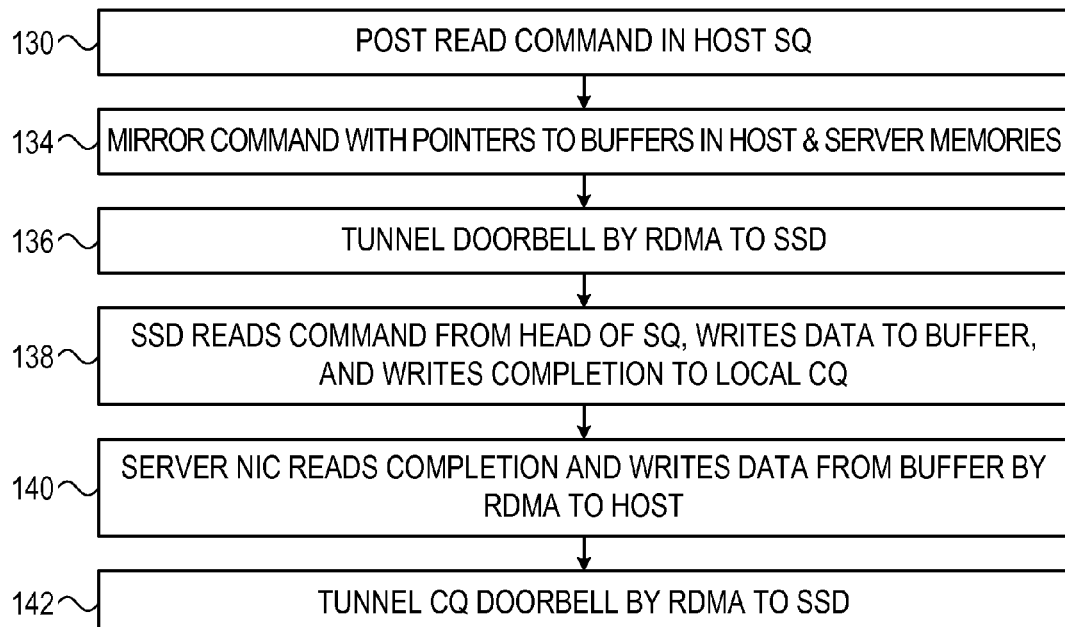 130 POST READ COMMAND IN HOST SQ
134 MIRROR COMMAND WITH POINTERS TO BUFFERS IN HOST & SERVER MEMORIES
136 TUNNEL DOORBELL BY RDMA TO SSD
138 SSD READS COMMAND FROM HEAD OF SQ, WRITES DATA TO BUFFER,
AND WRITES COMPLETION TO LOCAL CQ
140 SERVER NIC READS COMPLETION AND WRITES DATA FROM BUFFER BY
RDMA TO HOST
142 TUNNEL CQ DOORBELL BY RDMA TO SSD